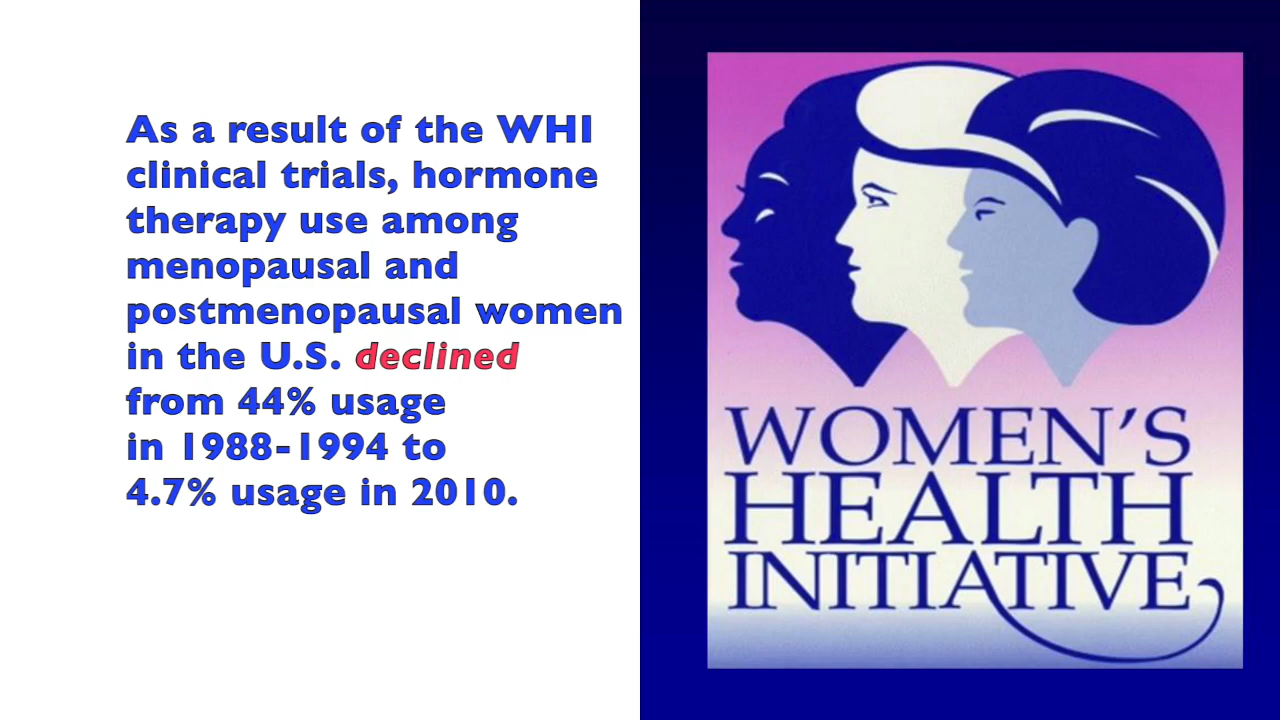 As a result of the WHI
clinical trials, hormone
therapy use among
menopausal and
postmenopausal women
in the U.S. declined
from 44% usage
in 1988-1994 to
4.7% usage in 2010.
WOMEN'S
HEALTH
INITIATIVE